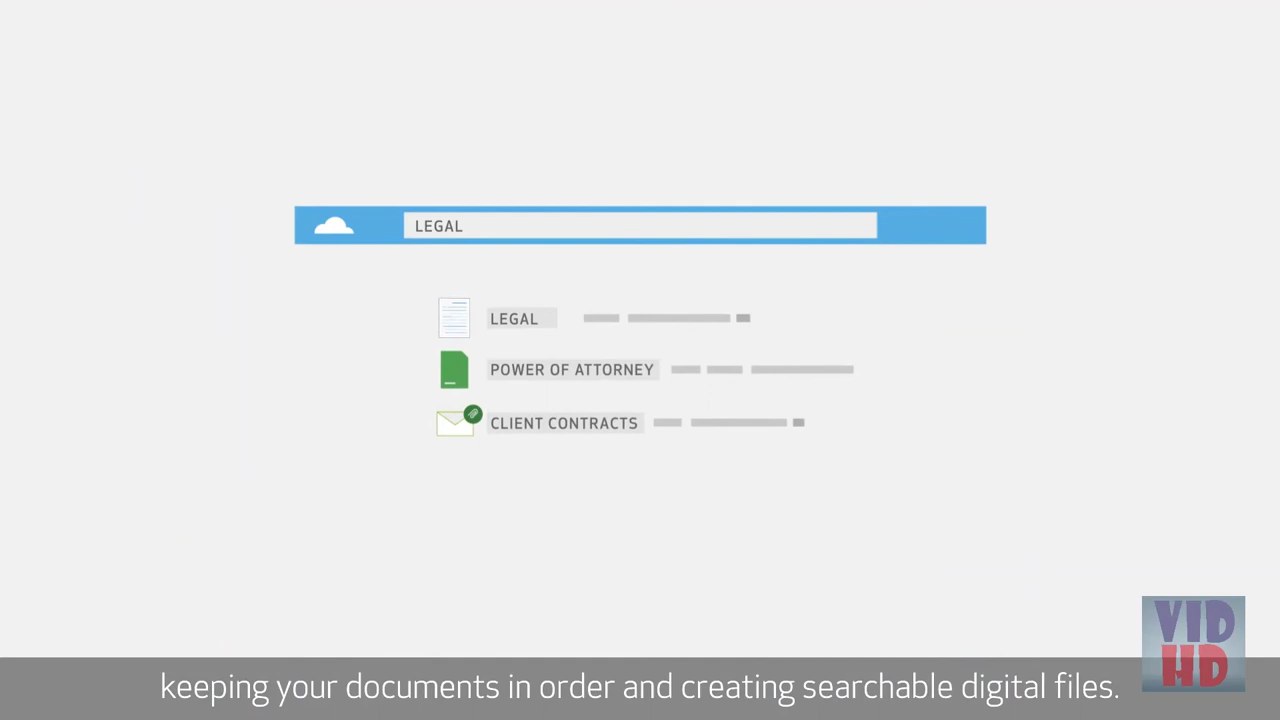 LEGAL
LEGAL
POWER OF ATTORNEY
CLIENT CONTRACTS
VID
HD
keeping your documents in order and creating searchable digital files.